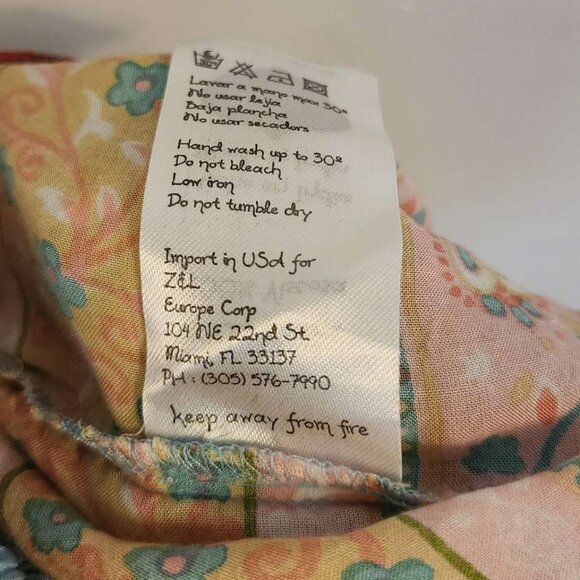 Lavar a mano max 30º
No usar lejia
Baja plancha
No usar secadors
Hand wash up to 30º
Do not bleach
Low iron
Do not tumble dry
Import in USA for
Z&L
Europe Corp
104 NE 22nd St.
Miami, FL 33137
PH : (305) 576-7990
keep away from fire